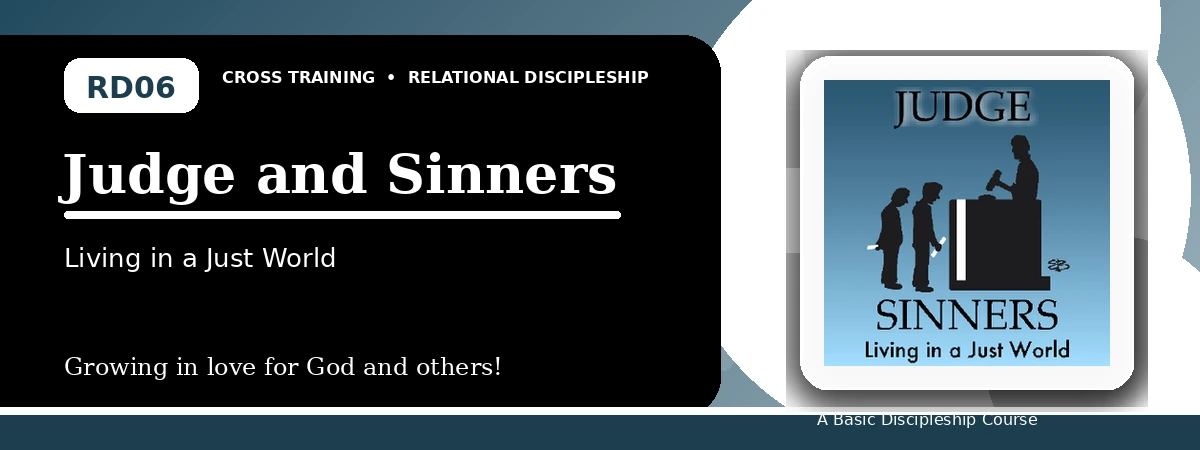 RD06
CROSS TRAINING • RELATIONAL DISCIPLESHIP
Judge and Sinners
Living in a Just World
Growing in love for God and others!
JUDGE
SINNERS
Living in a Just World
A Basic Discipleship Course